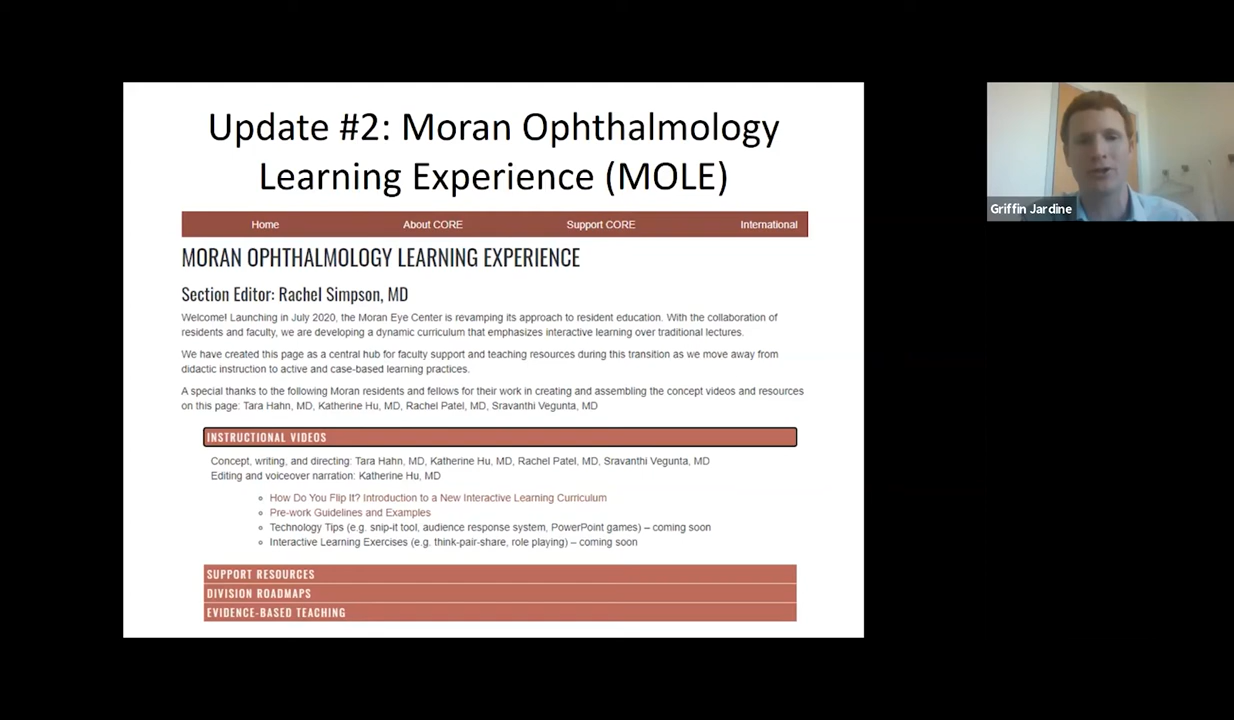 Update #2: Moran Ophthalmology
Learning Experience (MOLE)
Home About CORE Support CORE International
MORAN OPHTHALMOLOGY LEARNING EXPERIENCE
Section Editor: Rachel Simpson, MD
Welcome! Launching in July 2020, the Moran Eye Center is revamping its approach to resident education. With the collaboration of
residents and faculty, we are developing a dynamic curriculum that emphasizes interactive learning over traditional lectures.
We have created this page as a central hub for faculty support and teaching resources during this transition as we move away from
didactic instruction to active and case-based learning practices.
A special thanks to the following Moran residents and fellows for their work in creating and assembling the concept videos and resources
on this page: Tara Hahn, MD, Katherine Hu, MD, Rachel Patel, MD, Sravanthi Vegunta, MD
INSTRUCTIONAL VIDEOS
Concept, writing, and directing: Tara Hahn, MD, Katherine Hu, MD, Rachel Patel, MD, Sravanthi Vegunta, MD
Editing and voiceover narration: Katherine Hu, MD
How Do You Flip It? Introduction to a New Interactive Learning Curriculum
Pre-work Guidelines and Examples
Technology Tips (e.g. snip-it tool, audience response system, PowerPoint games) – coming soon
Interactive Learning Exercises (e.g. think-pair-share, role playing) – coming soon
SUPPORT RESOURCES
DIVISION ROADMAPS
EVIDENCE-BASED TEACHING
Griffin Jardine